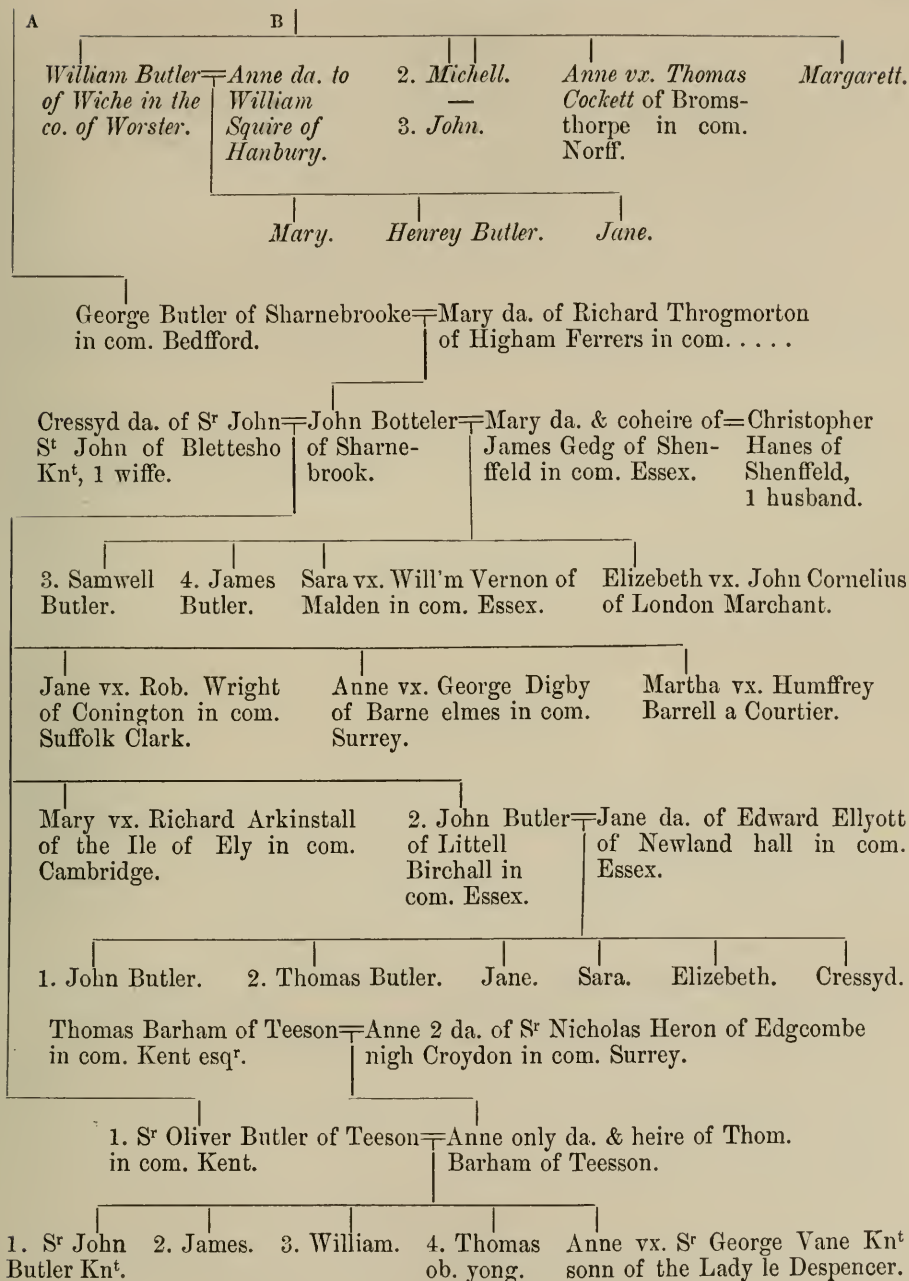 A
B
William Butler of Wiche in the co. of Worster.
=
Anne da. to William Squire of Hanbury.
2. Michell.
—
3. John.
Anne vx. Thomas Cockett of Bromsthorpe in com. Norff.
Margarett.
Mary.
Henrey Butler.
Jane.
George Butler of Sharnebrooke=Mary da. of Richard Throgmorton
in com. Bedfford.
of Higham Ferrers in com. . . . .
Cressyd da. of Sʳ John
Sᵗ John of Blettesho
Knᵗ, 1 wiffe.
=
John Botteler
of Sharne-
brook.
=
Mary da. & coheire of
James Gedg of Shen-
ffeld in com. Essex.
=
Christopher
Hanes of
Shenffeld,
1 husband.
3. Samwell
Butler.
4. James
Butler.
Sara vx. Will'm Vernon of
Malden in com. Essex.
Elizebeth vx. John Cornelius
of London Marchant.
Jane vx. Rob. Wright
of Conington in com.
Suffolk Clark.
Anne vx. George Digby
of Barne elmes in com.
Surrey.
Martha vx. Humffrey
Barrell a Courtier.
Mary vx. Richard Arkinstall
of the Ile of Ely in com.
Cambridge.
2. John Butler
of Littell
Birchall in
com. Essex.
=
Jane da. of Edward Ellyott
of Newland hall in com.
Essex.
1. John Butler.
2. Thomas Butler.
Jane.
Sara.
Elizebeth.
Cressyd.
Thomas Barham of Teeson
in com. Kent esqʳ.
=
Anne 2 da. of Sʳ Nicholas Heron of Edgcombe
nigh Croydon in com. Surrey.
1. Sʳ Oliver Butler of Teeson
in com. Kent.
=
Anne only da. & heire of Thom.
Barham of Teesson.
1. Sʳ John
Butler Knᵗ.
2. James.
3. William.
4. Thomas
ob. yong.
Anne vx. Sʳ George Vane Knᵗ
sonn of the Lady le Despencer.